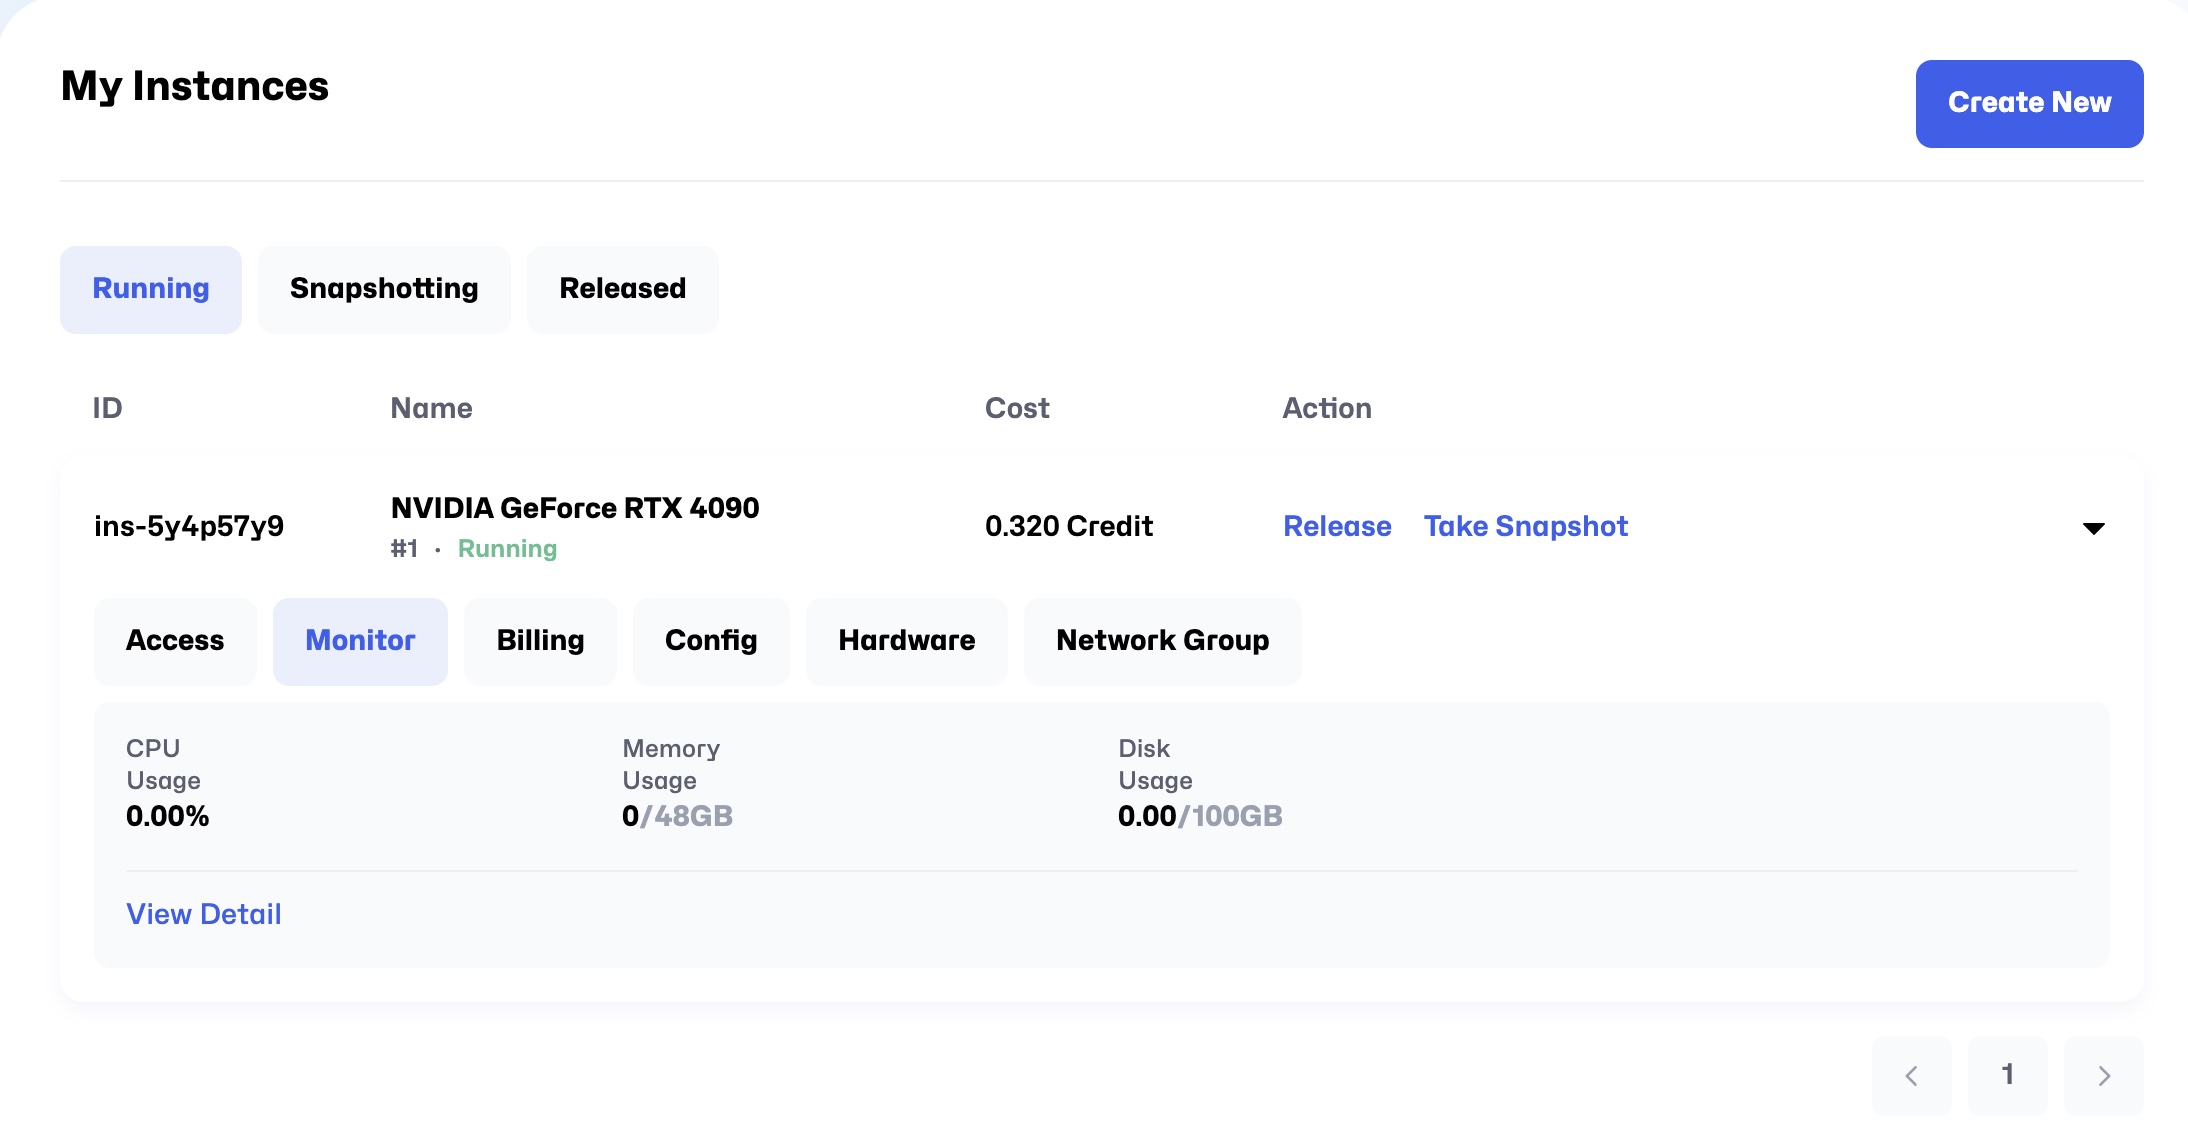 My Instances
Create New
Running
Snapshotting
Released
ID
Name
Cost
Action
ins-5y4p57y9
NVIDIA GeForce RTX 4090
#1 · Running
0.320 Credit
Release
Take Snapshot
Access
Monitor
Billing
Config
Hardware
Network Group
CPU
Usage
0.00%
Memory
Usage
0/48GB
Disk
Usage
0.00/100GB
View Detail
1